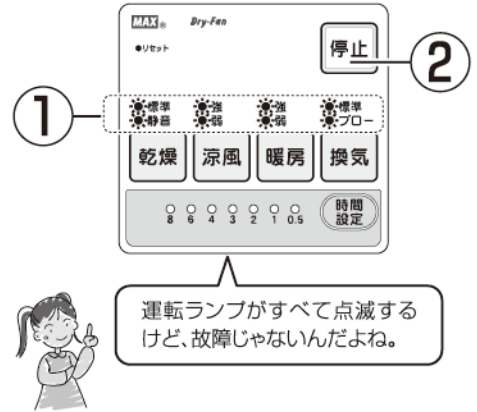 MAX® Dry-Fan
●リセット
停止
2
1
標準 強 強 標準
静音 弱 弱 ブロー
乾燥 涼風 暖房 換気
8 6 4 3 2 1 0.5
時間
設定
運転ランプがすべて点滅する
けど、故障じゃないんだよね。